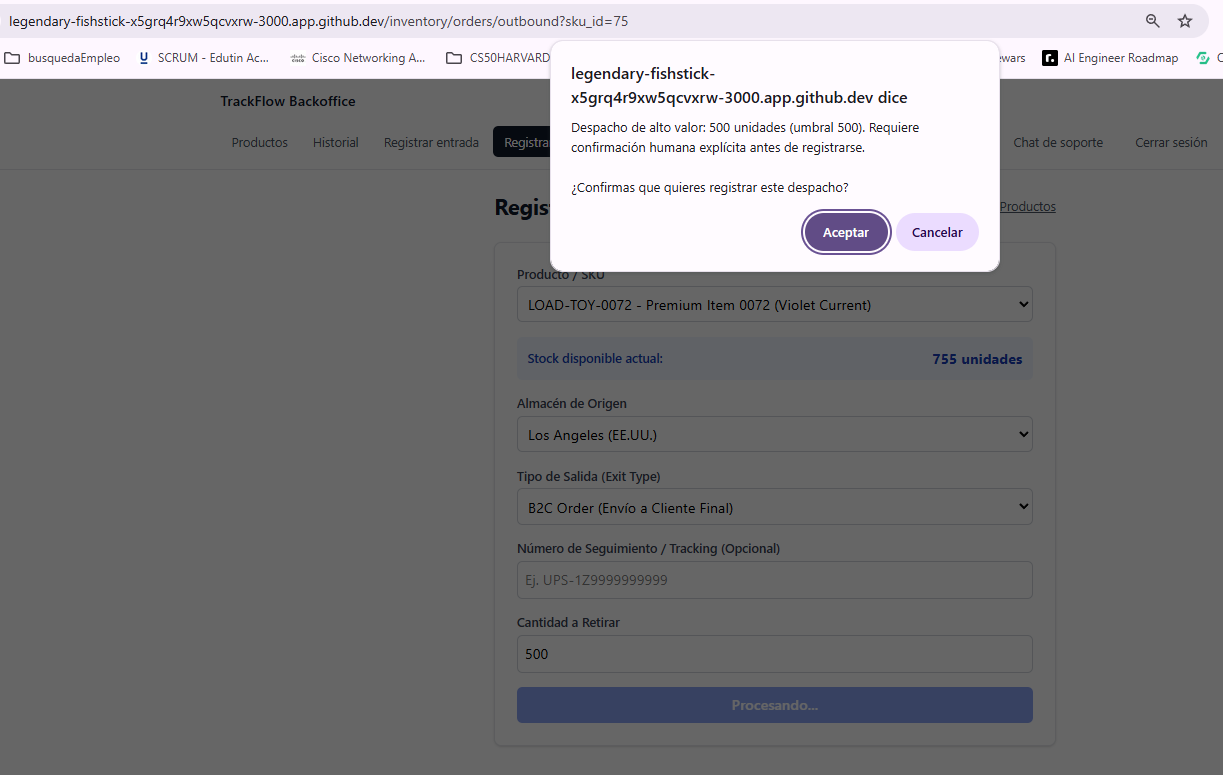 legendary-fishstick-x5grq4r9xw5qcvxrw-3000.app.github.dev/inventory/orders/outbound?sku_id=75
busquedaEmpleo
SCRUM - Edutin Ac...
Cisco Networking A...
CS50HARVARD
ewars
AI Engineer Roadmap
legendary-fishstick-
x5grq4r9xw5qcvxrw-3000.app.github.dev dice
Despacho de alto valor: 500 unidades (umbral 500). Requiere
confirmación humana explícita antes de registrarse.
¿Confirmas que quieres registrar este despacho?
Aceptar
Cancelar
TrackFlow Backoffice
Productos
Historial
Registrar entrada
Registra
Chat de soporte
Cerrar sesión
Regis
Productos
Producto / SKU
LOAD-TOY-0072 - Premium Item 0072 (Violet Current)
Stock disponible actual:
755 unidades
Almacén de Origen
Los Angeles (EE.UU.)
Tipo de Salida (Exit Type)
B2C Order (Envío a Cliente Final)
Número de Seguimiento / Tracking (Opcional)
Ej. UPS-1Z9999999999
Cantidad a Retirar
500
Procesando...